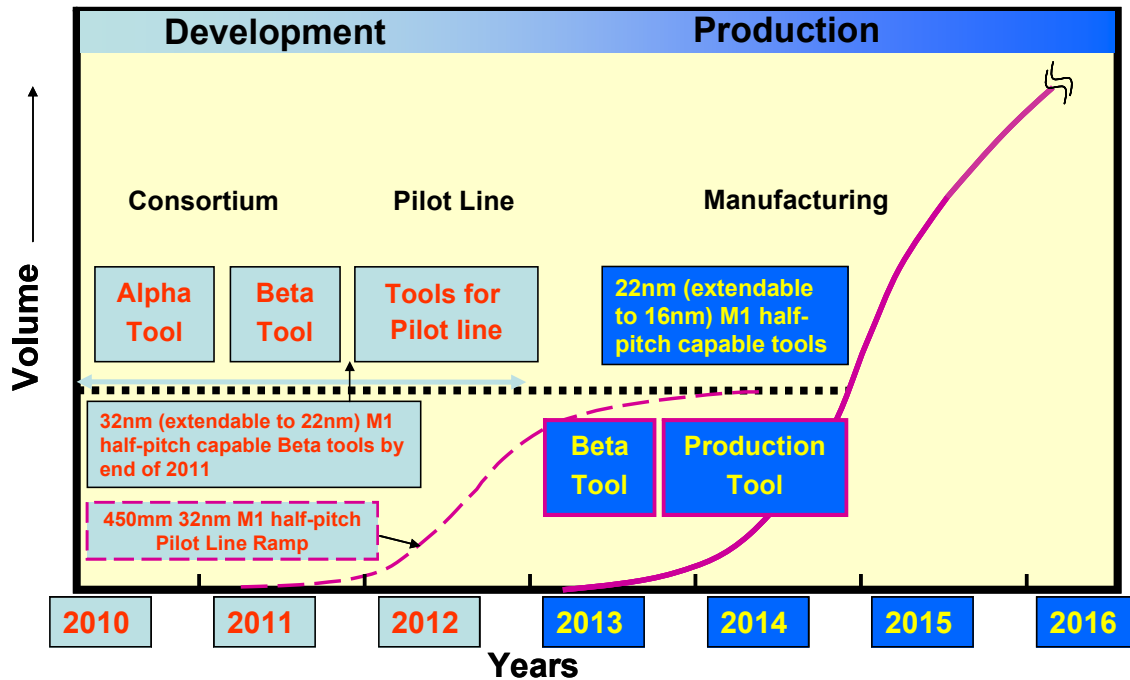 Development
Production
Volume
Consortium
Pilot Line
Manufacturing
Alpha
Tool
Beta
Tool
Tools for
Pilot line
22nm (extendable
to 16nm) M1 half-
pitch capable tools
32nm (extendable to 22nm) M1
half-pitch capable Beta tools by
end of 2011
Beta
Tool
Production
Tool
450mm 32nm M1 half-pitch
Pilot Line Ramp
2010
2011
2012
2013
2014
2015
2016
Years